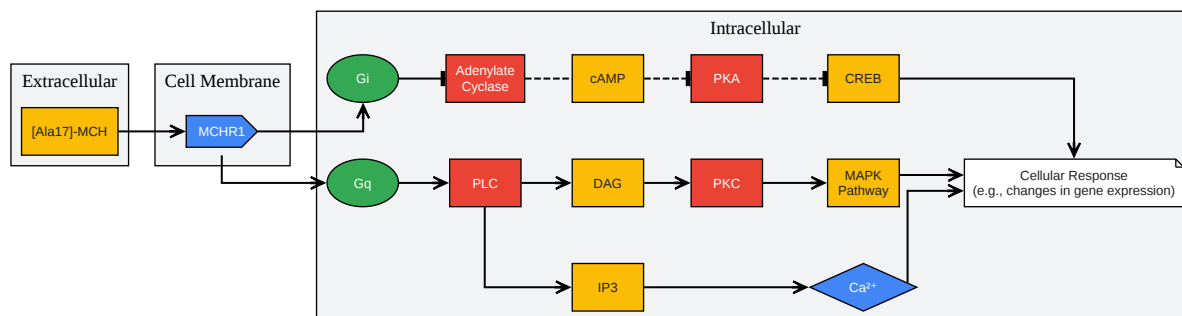 Intracellular
Extracellular
Cell Membrane
Gi
Adenylate
Cyclase
cAMP
PKA
CREB
[Ala17]-MCH
MCHR1
Gq
PLC
DAG
PKC
MAPK
Pathway
Cellular Response
(e.g., changes in gene expression)
IP3
Ca²⁺